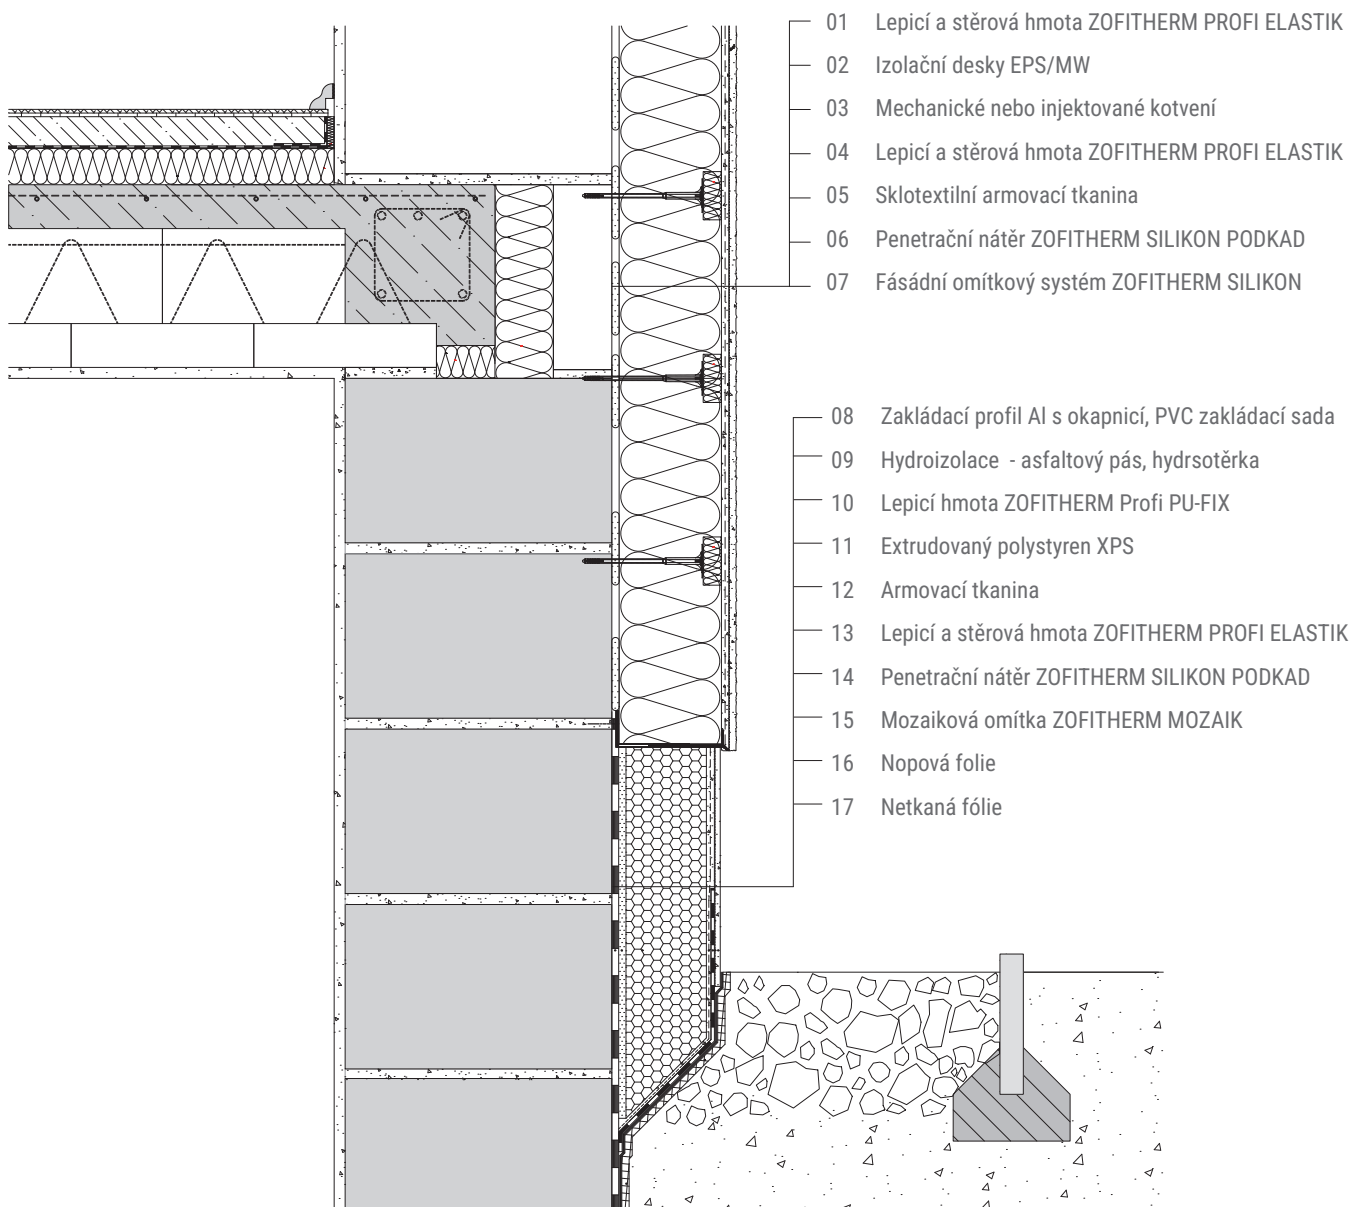 01 Lepicí a stěrová hmota ZOFITHERM PROFI ELASTIK
02 Izolační desky EPS/MW
03 Mechanické nebo injektované kotvení
04 Lepicí a stěrová hmota ZOFITHERM PROFI ELASTIK
05 Sklotextilní armovací tkanina
06 Penetrační nátěr ZOFITHERM SILIKON PODKAD
07 Fásádní omítkový systém ZOFITHERM SILIKON
08 Zakládací profil Al s okapnicí, PVC zakládací sada
09 Hydroizolace - asfaltový pás, hydrsotěrka
10 Lepicí hmota ZOFITHERM Profi PU-FIX
11 Extrudovaný polystyren XPS
12 Armovací tkanina
13 Lepicí a stěrová hmota ZOFITHERM PROFI ELASTIK
14 Penetrační nátěr ZOFITHERM SILIKON PODKAD
15 Mozaiková omítka ZOFITHERM MOZAIK
16 Nopová folie
17 Netkaná fólie